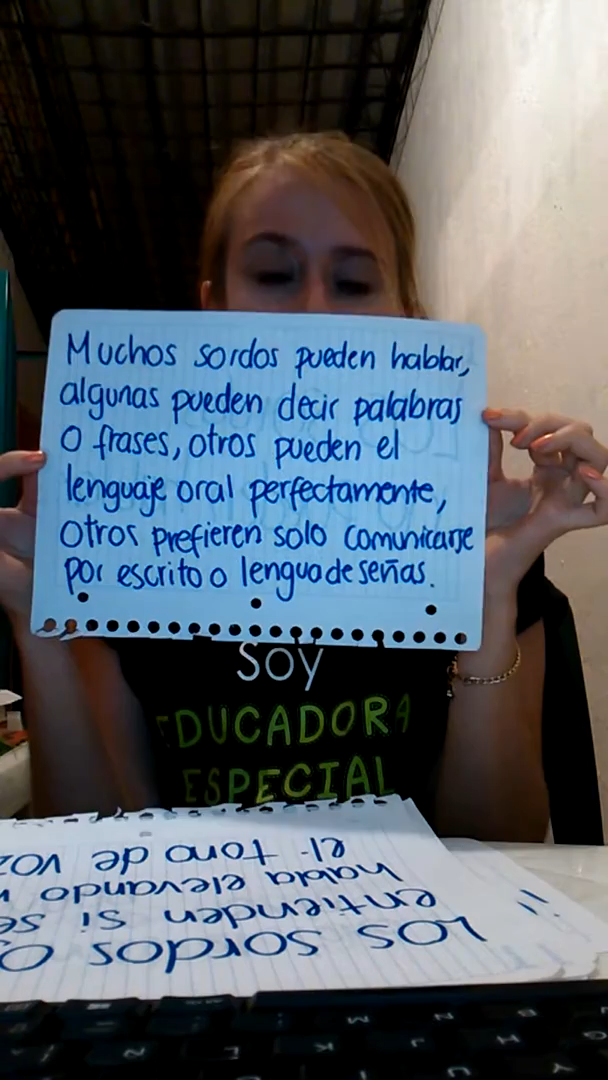 Muchos sordos pueden hablar,
algunas pueden decir palabras
o frases, otros pueden el
lenguaje oral perfectamente,
otros prefieren solo comunicarse
por escrito o lengua de señas.
Soy
EDUCADORA
ESPECIAL
Los sordos
entienden si se
habla elevando
el tono de voz